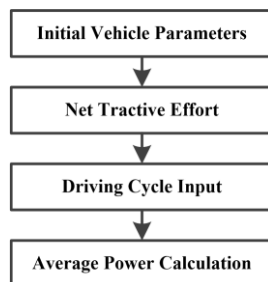 Initial Vehicle Parameters
Net Tractive Effort
Driving Cycle Input
Average Power Calculation